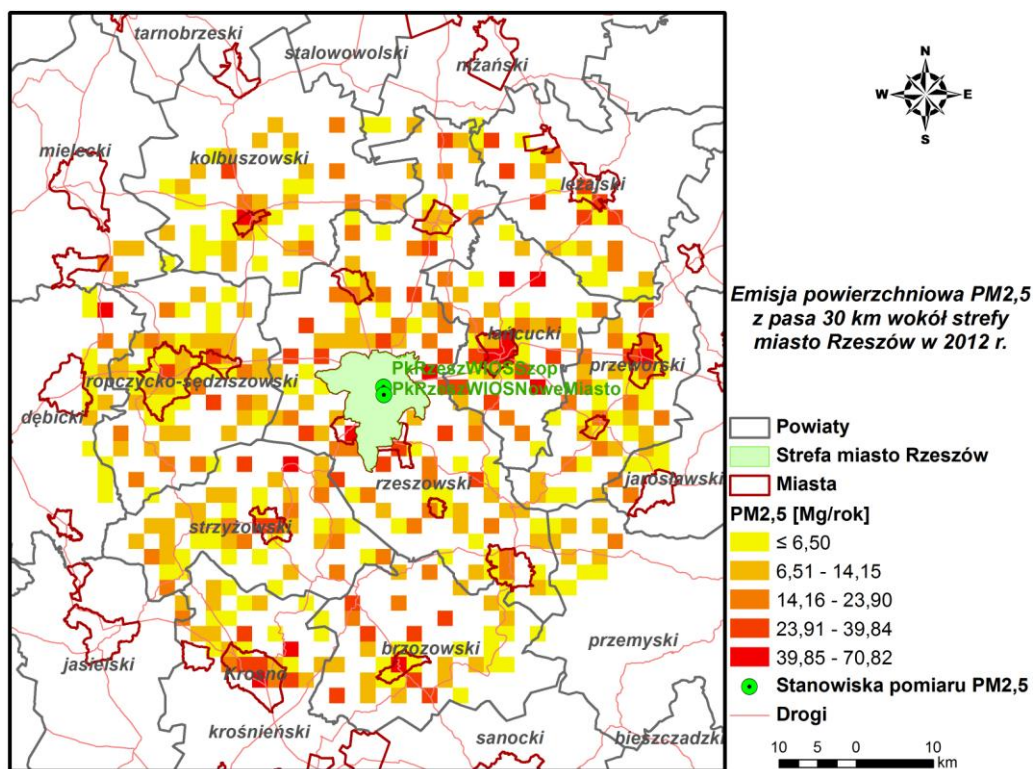 tarnobrzeski
stalowowolski
niżański
N
W E
S
mielecki
kolbuszowski
leżajski
Emisja powierzchniowa PM2,5
z pasa 30 km wokół strefy
miasto Rzeszów w 2012 r.
łańcucki
przeworski
PkRzeszWIOSSzop
PkRzeszWIOSNoweMiasto
ropczycko-sędziszowski
dębicki
rzeszowski
jarosławski
strzyżowski
przemyski
brzozowski
jasielski
Krosno
krośnieński
sanocki
bieszczadzki
Powiaty
Strefa miasto Rzeszów
Miasta
PM2,5 [Mg/rok]
≤ 6,50
6,51 - 14,15
14,16 - 23,90
23,91 - 39,84
39,85 - 70,82
Stanowiska pomiaru PM2,5
Drogi
10 5 0 10
km